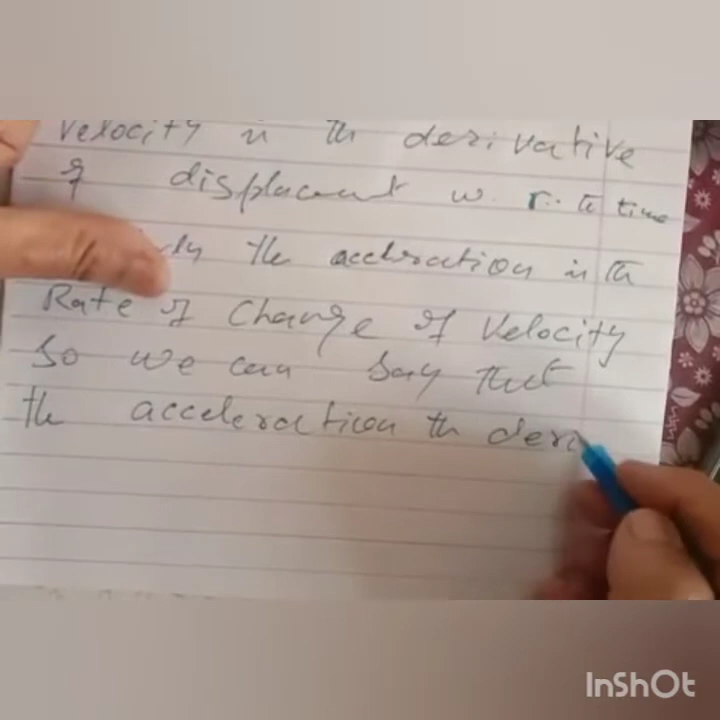 velocity is the derivative
of displacement w. r. to time
the acceleration is the
Rate of Change of Velocity
So we can say that
the acceleration the deri
InShOt